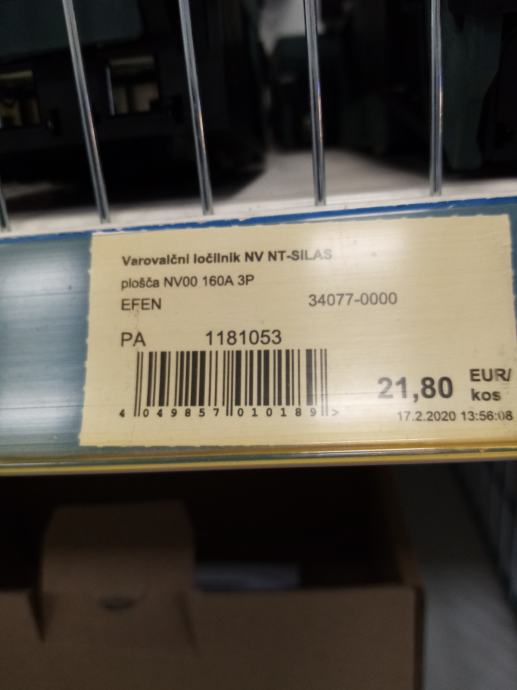 Varovalčni ločilnik NV NT-SILAS
plošča NV00 160A 3P
EFEN 34077-0000
PA 1181053
4 049857 010189 >
21,80 EUR/
kos
17.2.2020 13:56:08